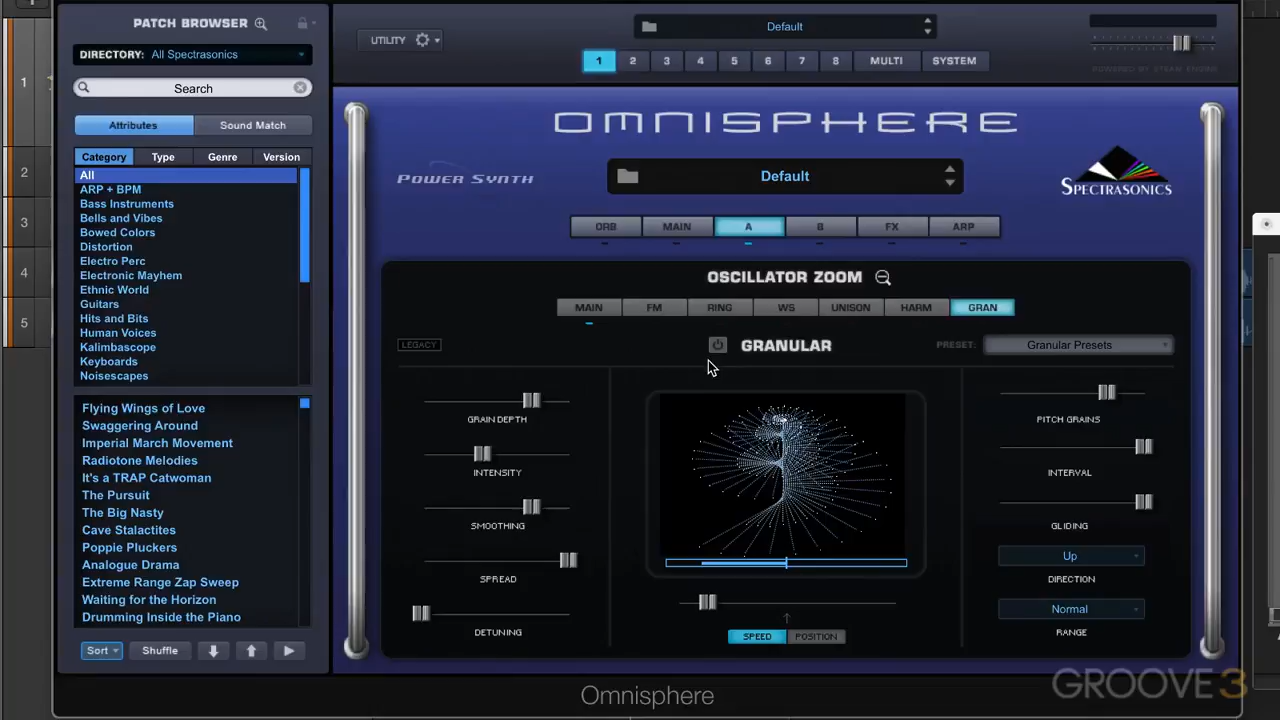 PATCH BROWSER
DIRECTORY: All Spectrasonics
Search
Attributes Sound Match
Category Type Genre Version
All
ARP + BPM
Bass Instruments
Bells and Vibes
Bowed Colors
Distortion
Electro Perc
Electronic Mayhem
Ethnic World
Guitars
Hits and Bits
Human Voices
Kalimbascope
Keyboards
Noisescapes
Flying Wings of Love
Swaggering Around
Imperial March Movement
Radiotone Melodies
It's a TRAP Catwoman
The Pursuit
The Big Nasty
Cave Stalactites
Poppie Pluckers
Analogue Drama
Extreme Range Zap Sweep
Waiting for the Horizon
Drumming Inside the Piano
Sort Shuffle
1
2
3
4
5
UTILITY
Default
1 2 3 4 5 6 7 8 MULTI SYSTEM
POWERED BY STEAM ENGINE
OMNISPHERE
POWER SYNTH
Default
SPECTRASONICS
ORB MAIN A B FX ARP
OSCILLATOR ZOOM
MAIN FM RING WS UNISON HARM GRAN
LEGACY
GRANULAR
PRESET: Granular Presets
GRAIN DEPTH
INTENSITY
SMOOTHING
SPREAD
DETUNING
SPEED POSITION
PITCH GRAINS
INTERVAL
GLIDING
Up
DIRECTION
Normal
RANGE
Omnisphere
GROOVE3